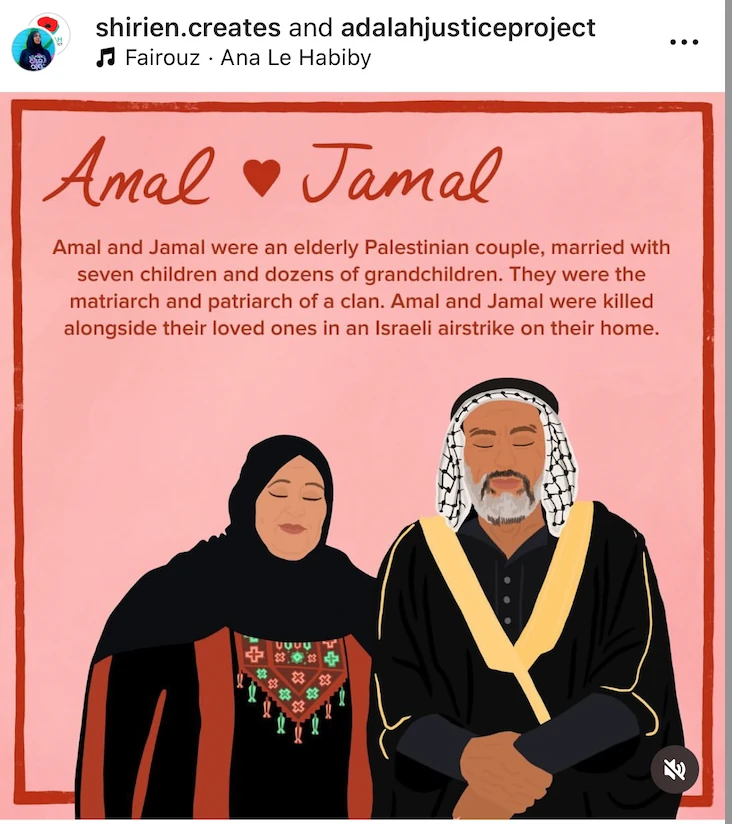 shirien.creates and adalahjusticeproject
Fairouz · Ana Le Habiby
Amal ♥ Jamal
Amal and Jamal were an elderly Palestinian couple, married with
seven children and dozens of grandchildren. They were the
matriarch and patriarch of a clan. Amal and Jamal were killed
alongside their loved ones in an Israeli airstrike on their home.